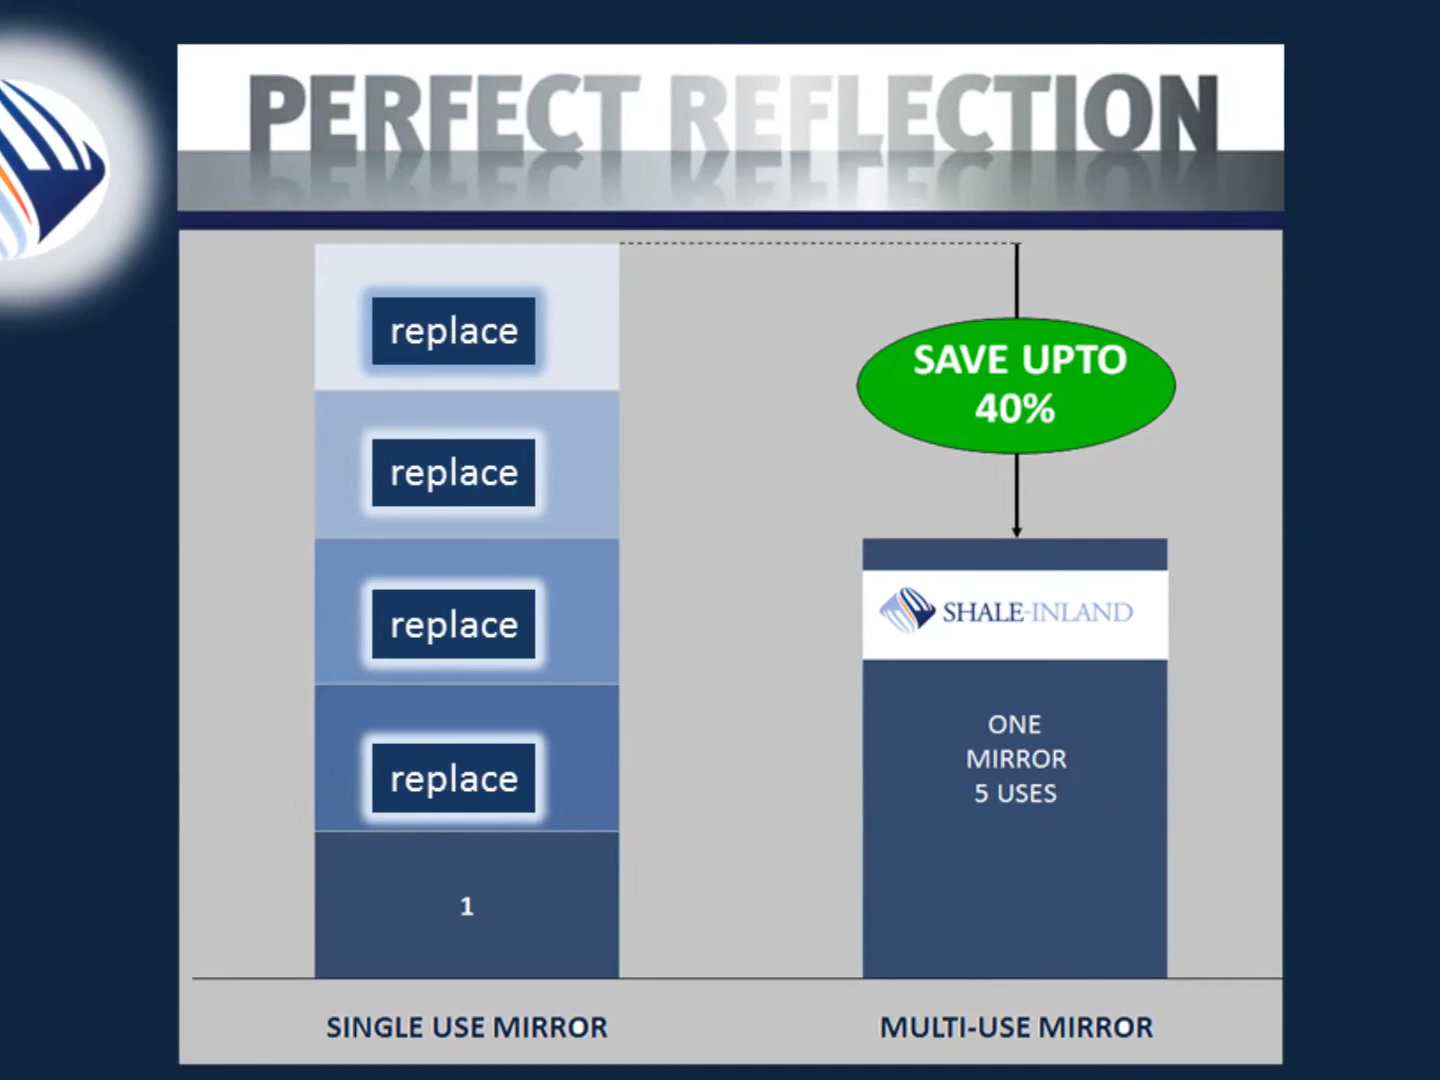 PERFECT REFLECTION
replace
replace
replace
replace
1
SINGLE USE MIRROR
SAVE UPTO
40%
SHALE-INLAND
ONE
MIRROR
5 USES
MULTI-USE MIRROR